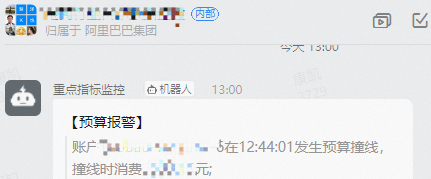 内部
归属于 阿里巴巴集团
今天 13:00
重点指标监控 机器人 13:00
【预算报警】
账户 在12:44:01发生预算撞线，
撞线时消费 元;